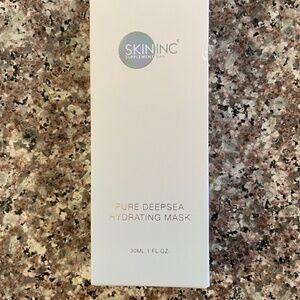 SKIN INC
SUPPLEMENT BAR
PURE DEEPSEA
HYDRATING MASK
30ML 1 FL.OZ.